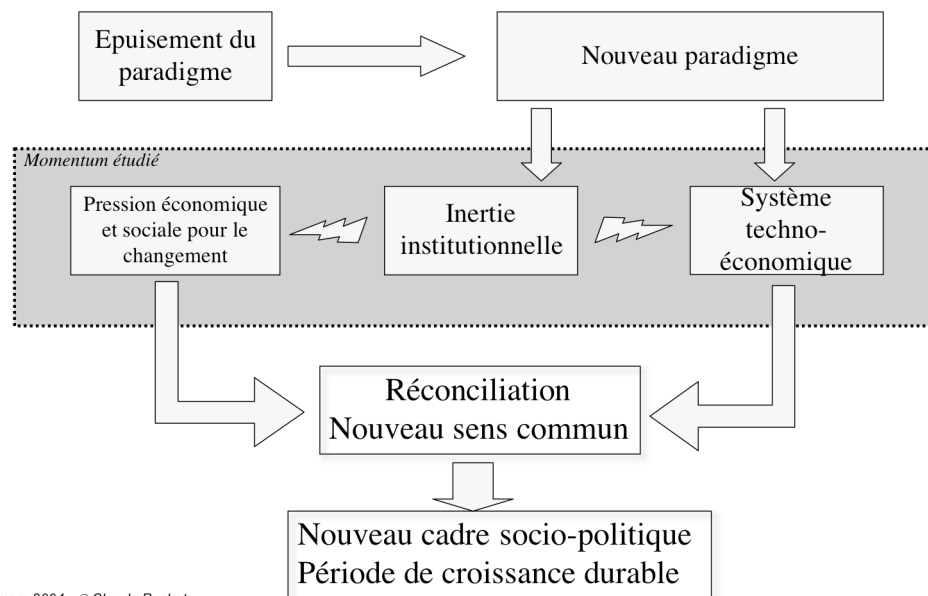 Epuisement du
paradigme
Nouveau paradigme
Momentum étudié
Pression économique
et sociale pour le
changement
Inertie
institutionnelle
Système
techno-
économique
Réconciliation
Nouveau sens commun
Nouveau cadre socio-politique
Période de croissance durable